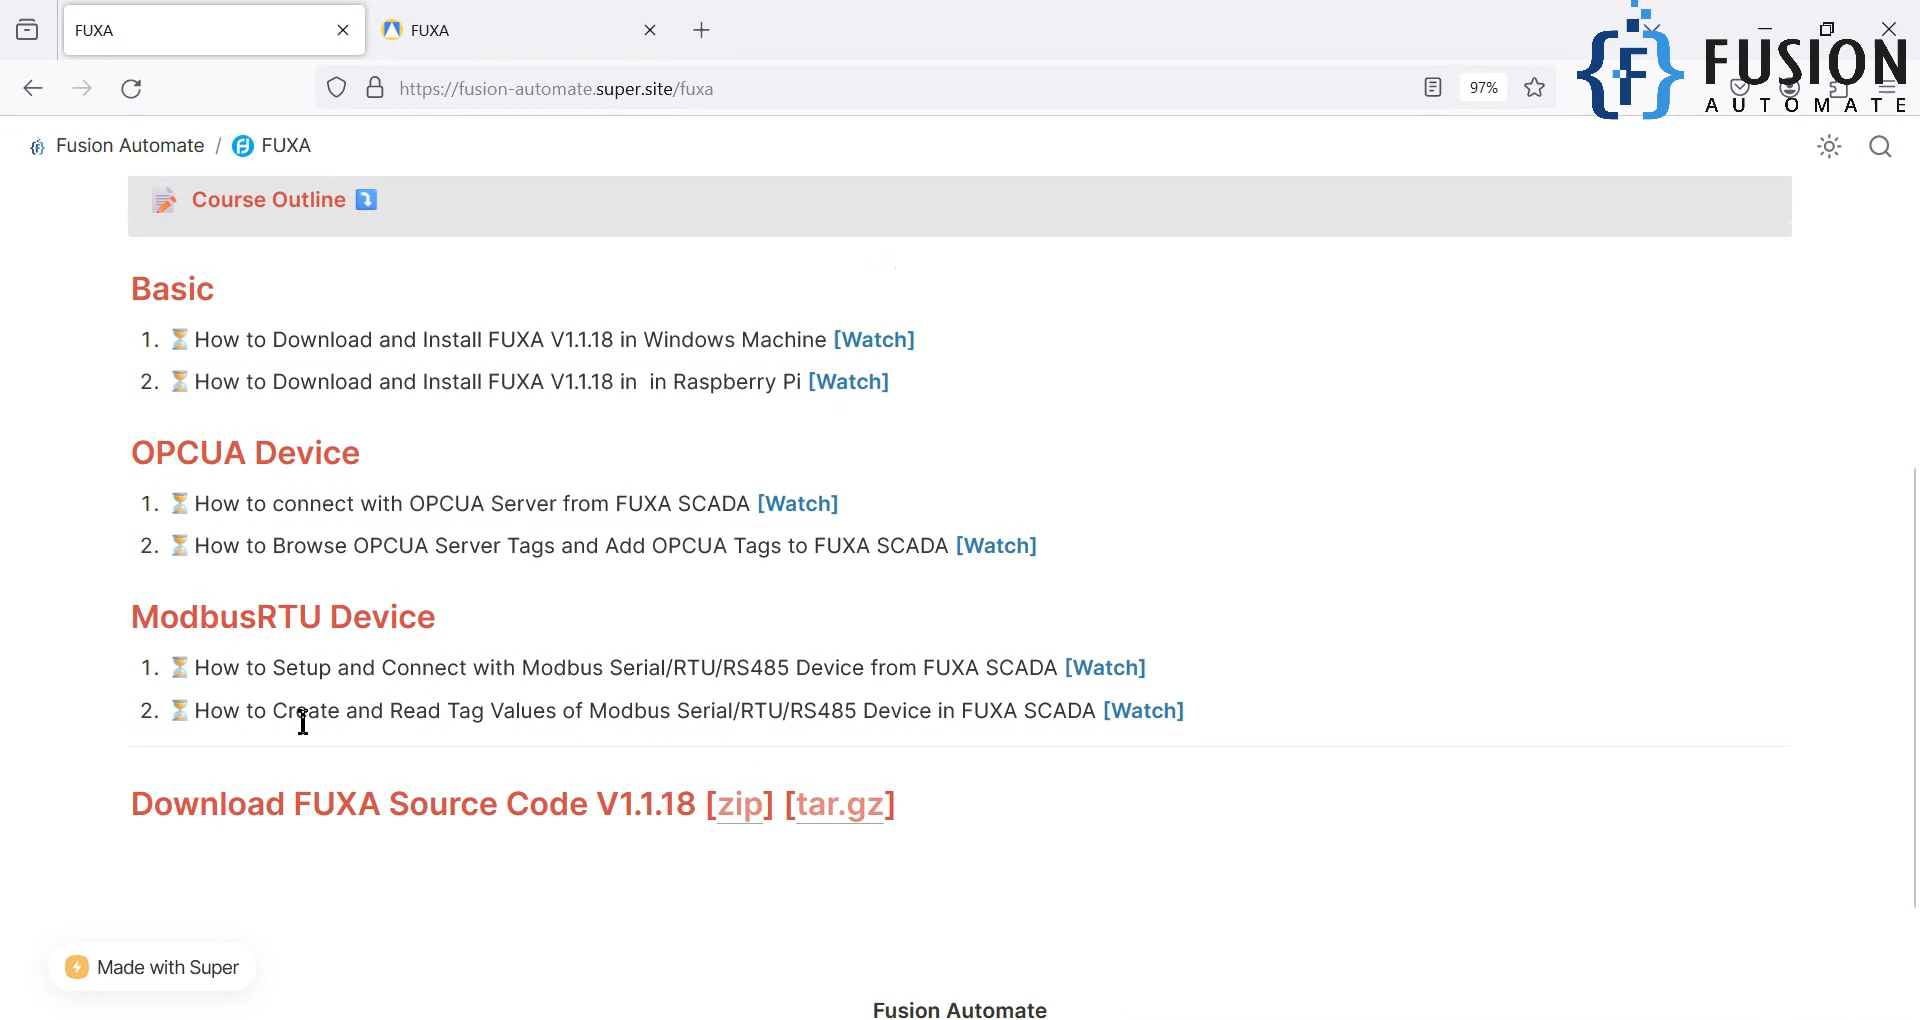 FUXA
FUXA
FUSION
AUTOMATE
https://fusion-automate.super.site/fuxa
97%
Fusion Automate / FUXA
Course Outline
Basic
1. How to Download and Install FUXA V1.1.18 in Windows Machine [Watch]
2. How to Download and Install FUXA V1.1.18 in in Raspberry Pi [Watch]
OPCUA Device
1. How to connect with OPCUA Server from FUXA SCADA [Watch]
2. How to Browse OPCUA Server Tags and Add OPCUA Tags to FUXA SCADA [Watch]
ModbusRTU Device
1. How to Setup and Connect with Modbus Serial/RTU/RS485 Device from FUXA SCADA [Watch]
2. How to Create and Read Tag Values of Modbus Serial/RTU/RS485 Device in FUXA SCADA [Watch]
Download FUXA Source Code V1.1.18 [zip] [tar.gz]
Made with Super
Fusion Automate